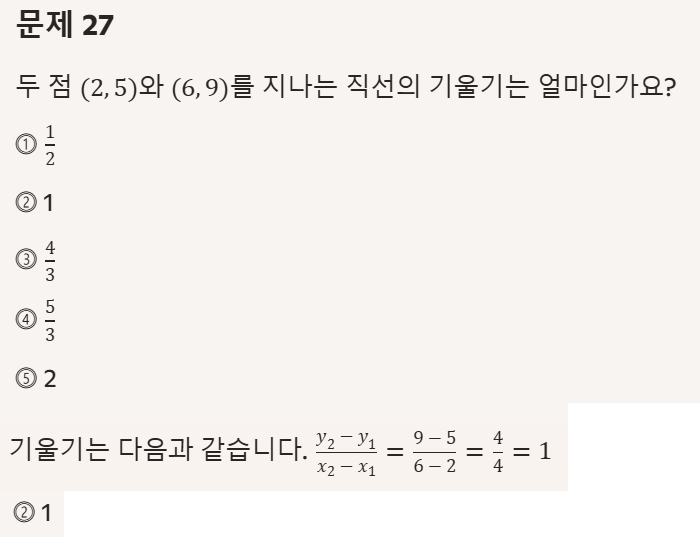 문제 27
두 점 (2, 5)와 (6, 9)를 지나는 직선의 기울기는 얼마인가요?
① 1/2
② 1
③ 4/3
④ 5/3
⑤ 2
기울기는 다음과 같습니다. (y₂ − y₁)/(x₂ − x₁) = (9 − 5)/(6 − 2) = 4/4 = 1
② 1